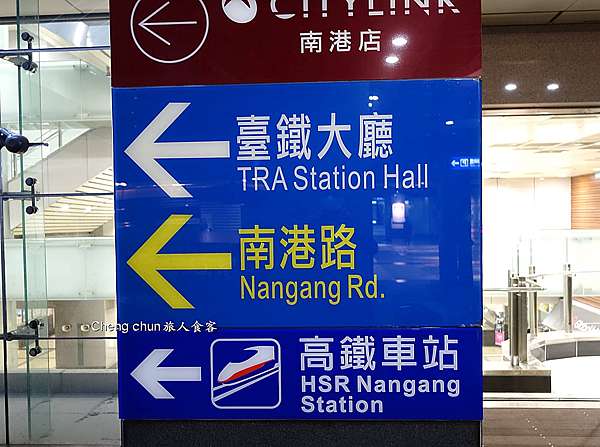 CITYLINK
南港店
臺鐵大廳
TRA Station Hall
南港路
Nangang Rd.
Cheng chun旅人食客
高鐵車站
HSR Nangang
Station